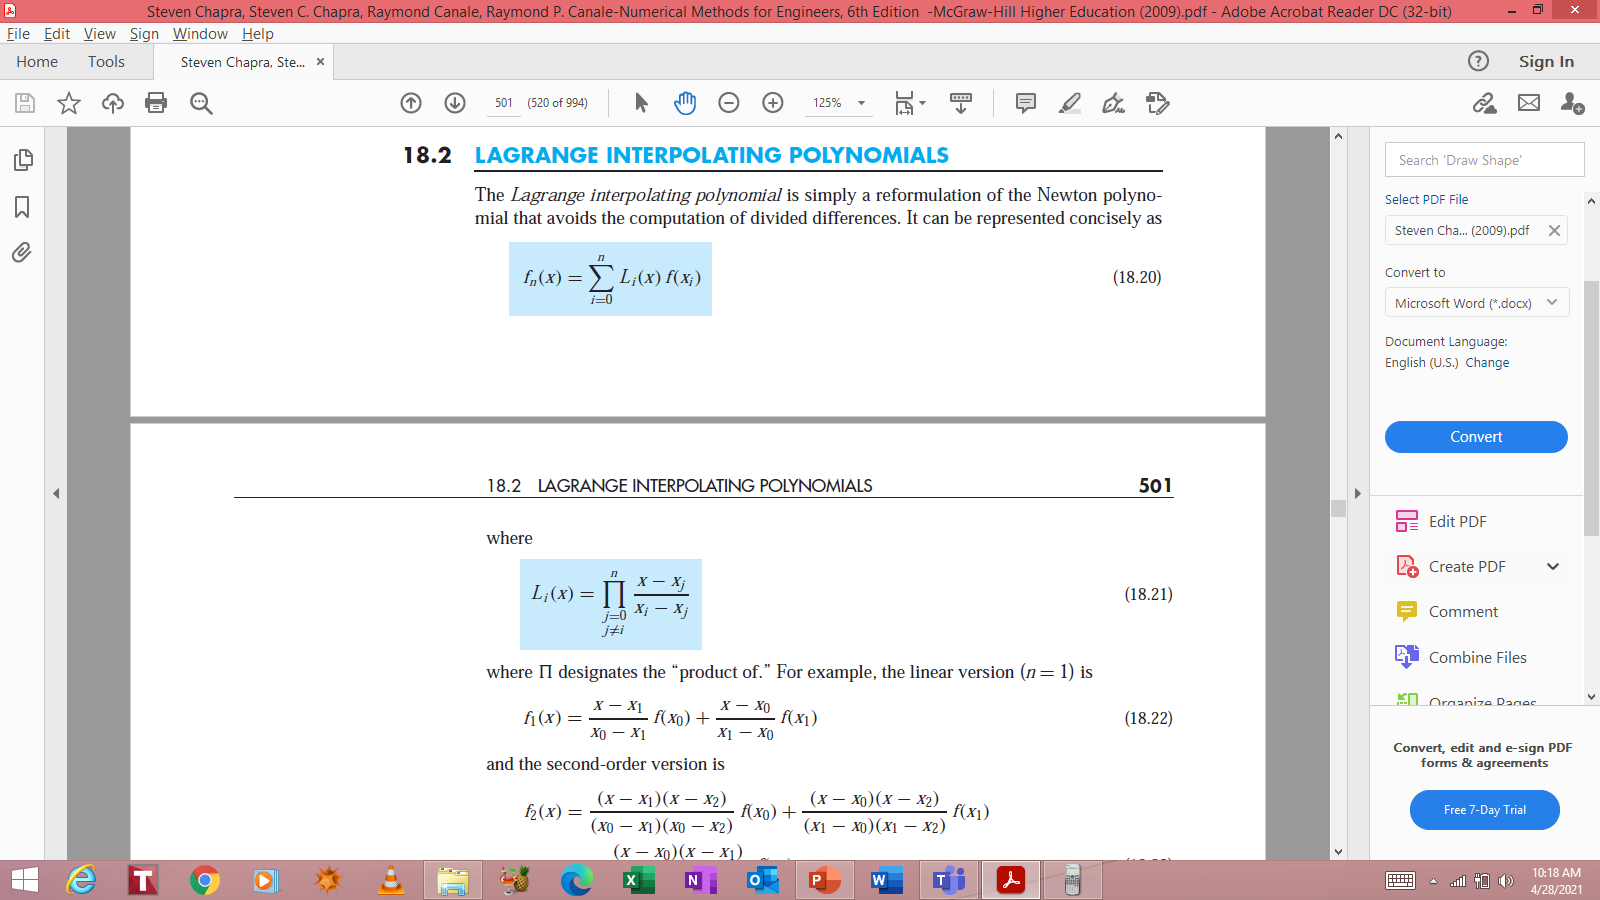 Steven Chapra, Steven C. Chapra, Raymond Canale, Raymond P. Canale-Numerical Methods for Engineers, 6th Edition -McGraw-Hill Higher Education (2009).pdf - Adobe Acrobat Reader DC (32-bit)
File Edit View Sign Window Help
Home Tools Steven Chapra, Ste... × ? Sign In
501 (520 of 994) 125%
18.2 LAGRANGE INTERPOLATING POLYNOMIALS
The Lagrange interpolating polynomial is simply a reformulation of the Newton polyno-
mial that avoids the computation of divided differences. It can be represented concisely as
fₙ(x) = ∑ᵢ₌₀ⁿ Lᵢ(x) f(xᵢ) (18.20)
18.2 LAGRANGE INTERPOLATING POLYNOMIALS 501
where
Lᵢ(x) = ∏ (j=0, j≠i to n) (x − xⱼ)/(xᵢ − xⱼ) (18.21)
where Π designates the “product of.” For example, the linear version (n = 1) is
f₁(x) = (x − x₁)/(x₀ − x₁) f(x₀) + (x − x₀)/(x₁ − x₀) f(x₁) (18.22)
and the second-order version is
f₂(x) = (x − x₁)(x − x₂)/(x₀ − x₁)(x₀ − x₂) f(x₀) + (x − x₀)(x − x₂)/(x₁ − x₀)(x₁ − x₂) f(x₁)
(x − x₀)(x − x₁)
Search 'Draw Shape'
Select PDF File
Steven Cha... (2009).pdf
Convert to
Microsoft Word (*.docx)
Document Language:
English (U.S.) Change
Convert
Edit PDF
Create PDF
Comment
Combine Files
Organize Pages
Convert, edit and e-sign PDF
forms & agreements
Free 7-Day Trial
10:18 AM
4/28/2021